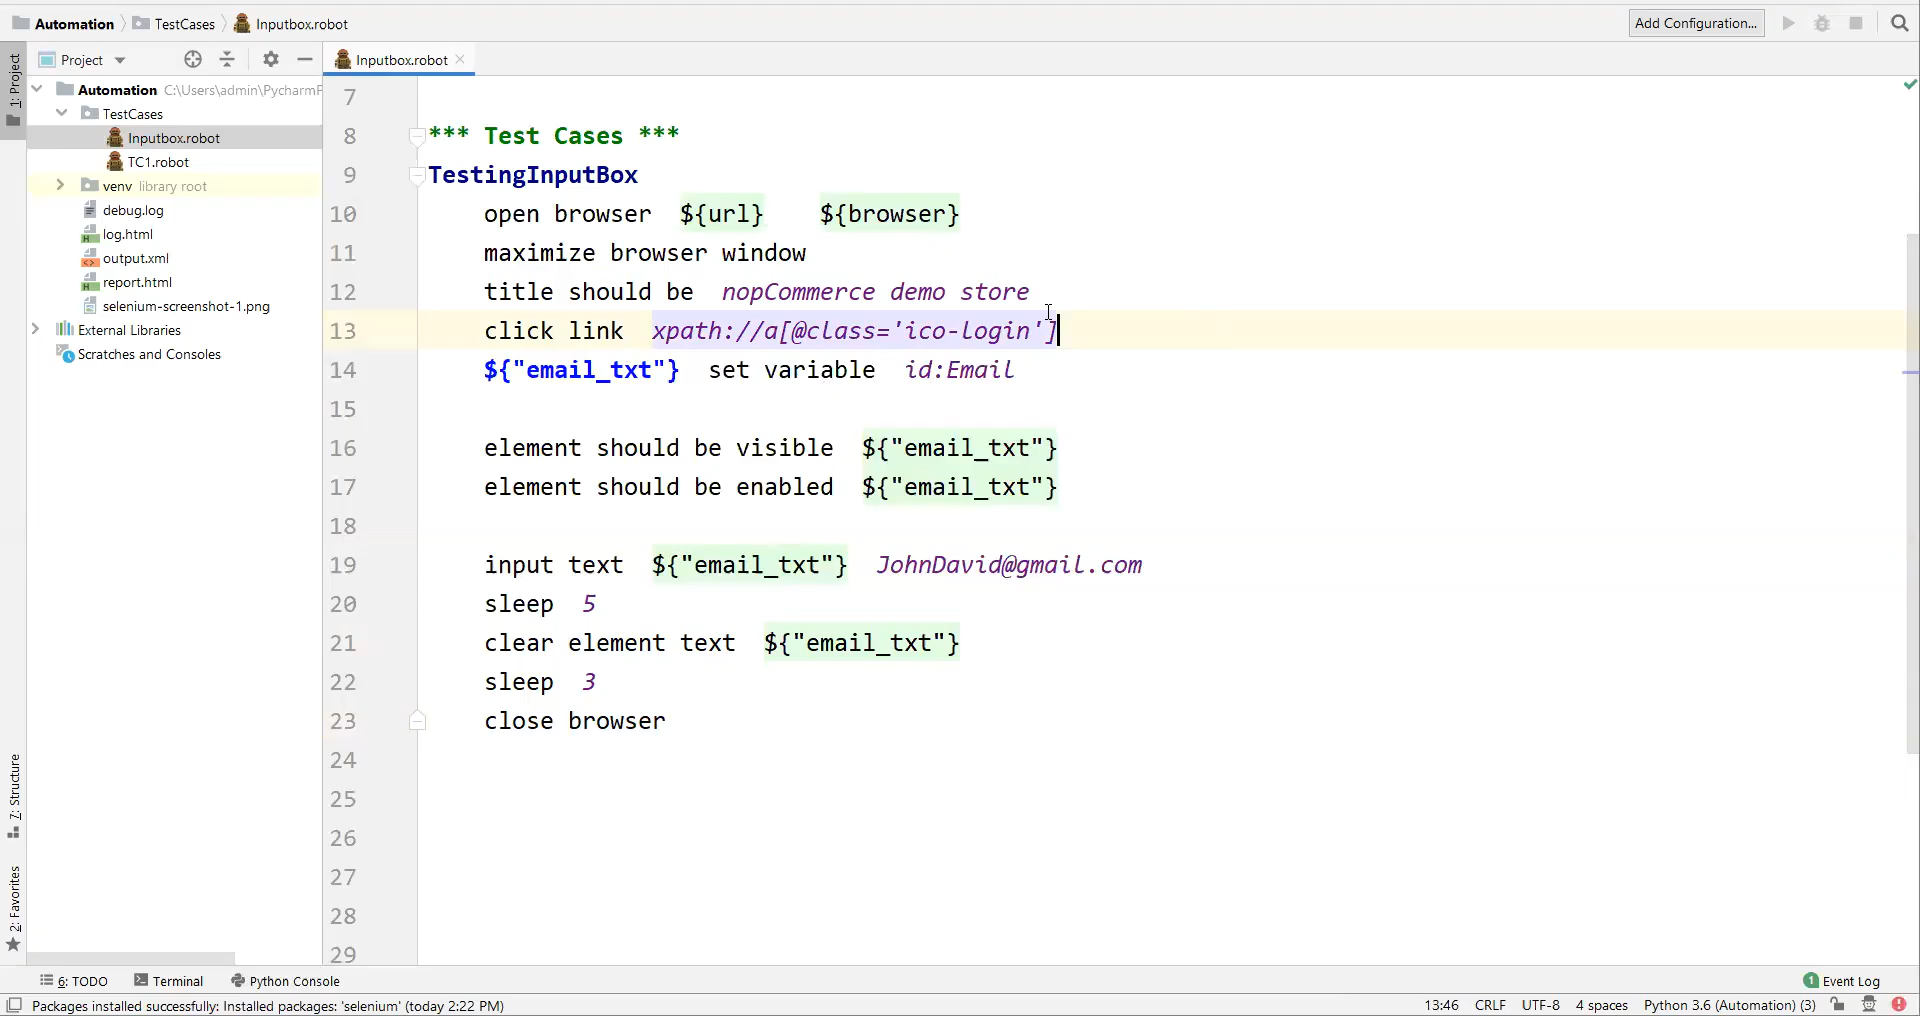 Automation TestCases Inputbox.robot Add Configuration...
1: Project
Project
Automation C:\Users\admin\PycharmP
TestCases
Inputbox.robot
TC1.robot
venv library root
debug.log
log.html
output.xml
report.html
selenium-screenshot-1.png
External Libraries
Scratches and Consoles
7: Structure
2: Favorites
Inputbox.robot
7
8 *** Test Cases ***
9 TestingInputBox
10 open browser ${url} ${browser}
11 maximize browser window
12 title should be nopCommerce demo store
13 click link xpath://a[@class='ico-login']
14 ${"email_txt"} set variable id:Email
15
16 element should be visible ${"email_txt"}
17 element should be enabled ${"email_txt"}
18
19 input text ${"email_txt"} JohnDavid@gmail.com
20 sleep 5
21 clear element text ${"email_txt"}
22 sleep 3
23 close browser
24
25
26
27
28
29
6: TODO Terminal Python Console 1 Event Log
Packages installed successfully: Installed packages: 'selenium' (today 2:22 PM) 13:46 CRLF UTF-8 4 spaces Python 3.6 (Automation) (3)